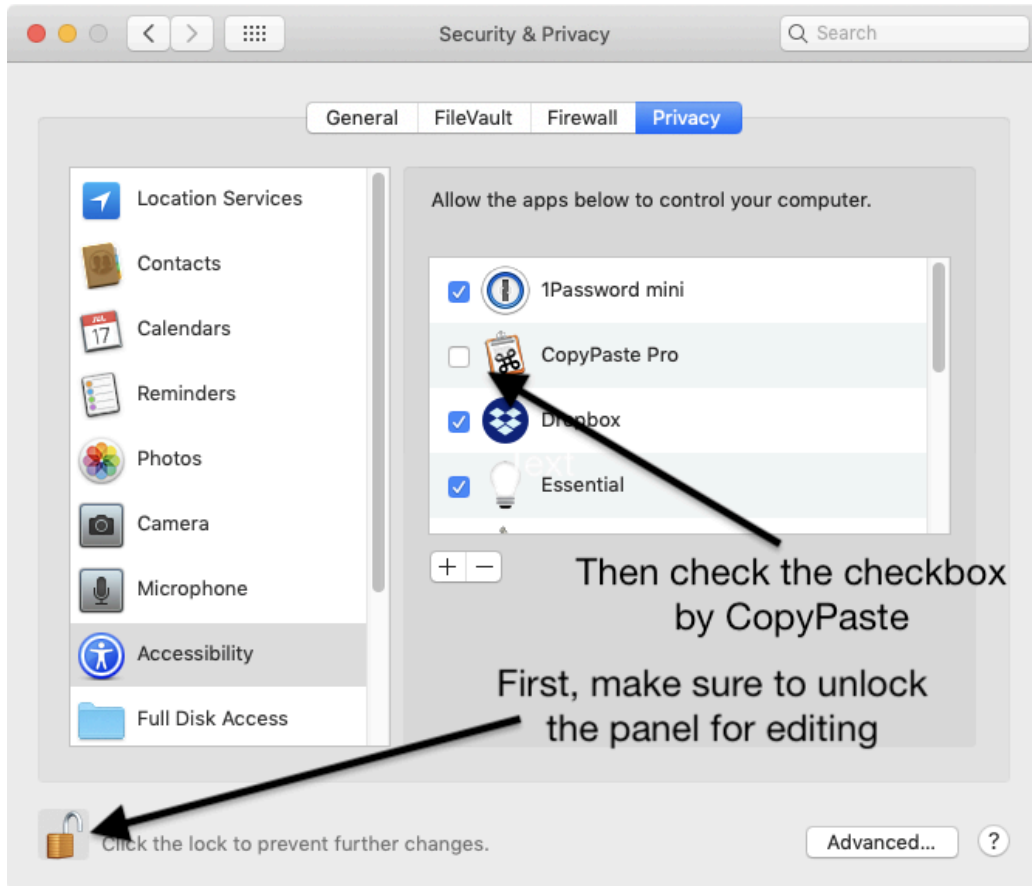 Security & Privacy
Search
General FileVault Firewall Privacy
Location Services
Contacts
JUL
17
Calendars
Reminders
Photos
Camera
Microphone
Accessibility
Full Disk Access
Allow the apps below to control your computer.
1Password mini
CopyPaste Pro
Dropbox
Text
Essential
+ −
Then check the checkbox
by CopyPaste
First, make sure to unlock
the panel for editing
Click the lock to prevent further changes.
Advanced...
?